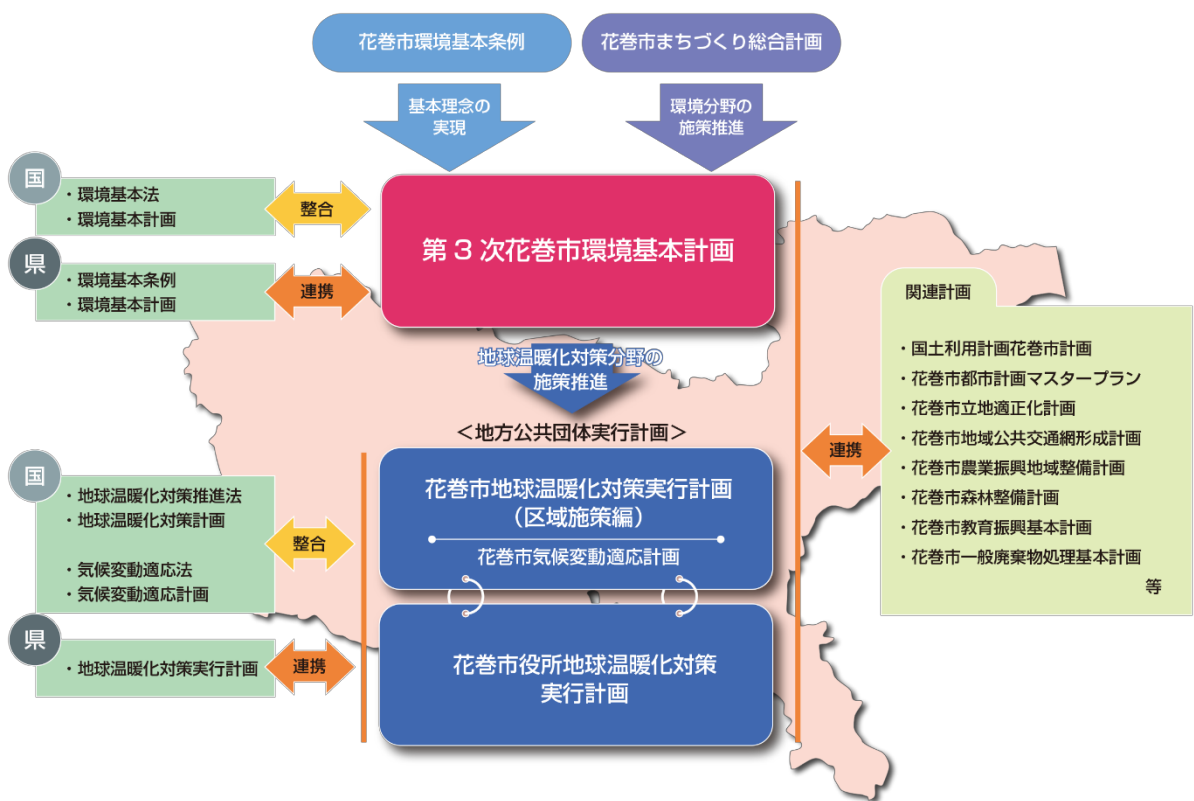 花巻市環境基本条例
花巻市まちづくり総合計画
基本理念の
実現
環境分野の
施策推進
国
・環境基本法
・環境基本計画
整合
県
・環境基本条例
・環境基本計画
連携
第3次花巻市環境基本計画
地球温暖化対策分野の
施策推進
<地方公共団体実行計画>
国
・地球温暖化対策推進法
・地球温暖化対策計画
・気候変動適応法
・気候変動適応計画
整合
県
・地球温暖化対策実行計画
連携
花巻市地球温暖化対策実行計画
(区域施策編)
花巻市気候変動適応計画
花巻市役所地球温暖化対策
実行計画
連携
関連計画
・国土利用計画花巻市計画
・花巻市都市計画マスタープラン
・花巻市立地適正化計画
・花巻市地域公共交通網形成計画
・花巻市農業振興地域整備計画
・花巻市森林整備計画
・花巻市教育振興基本計画
・花巻市一般廃棄物処理基本計画
等